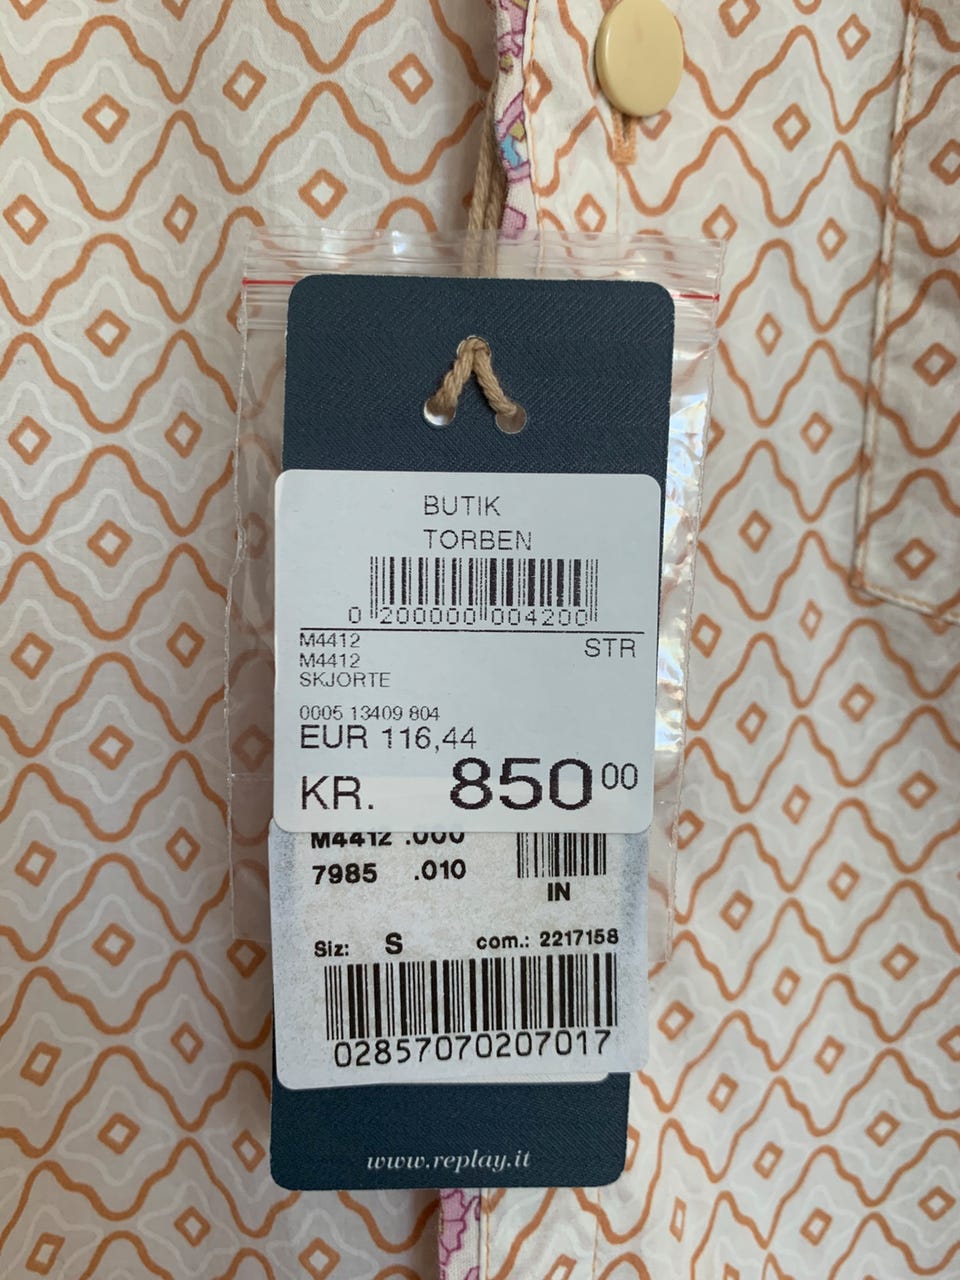 BUTIK
TORBEN
0 200000 004200
M4412 STR
M4412
SKJORTE
0005 13409 804
EUR 116,44
KR. 850 00
M4412 .000
7985 .010
IN
Siz: S com.: 2217158
02857070207017
www.replay.it